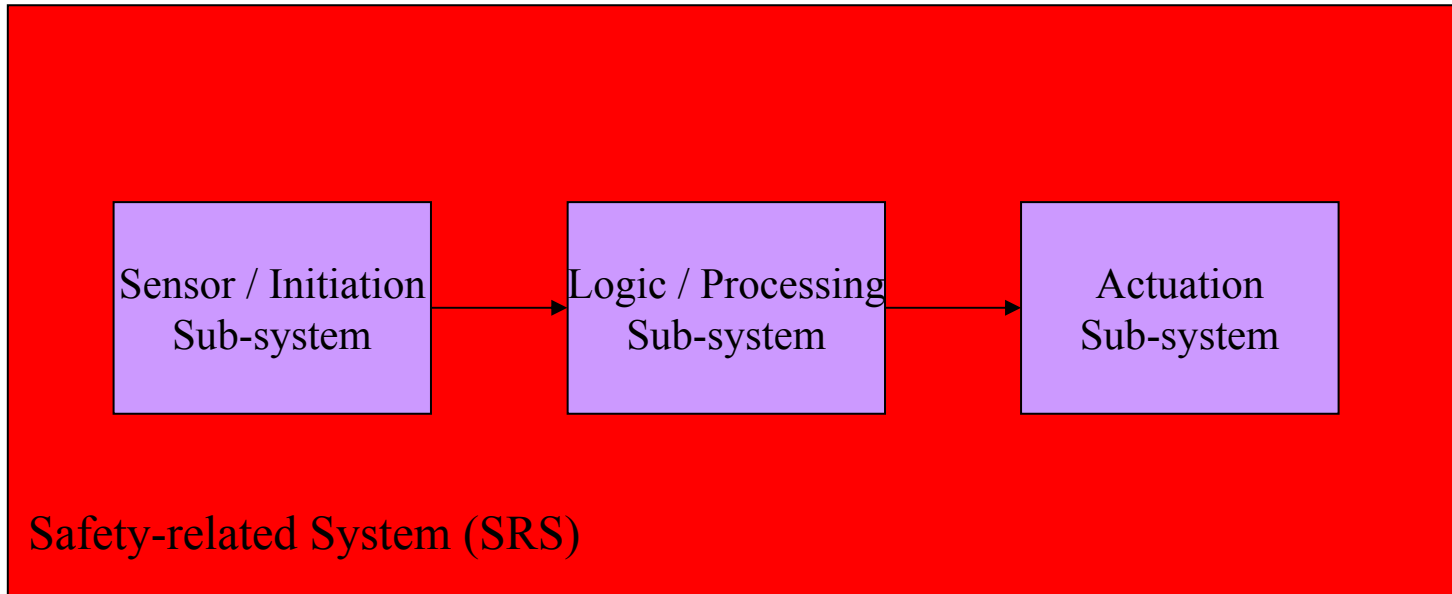 Sensor / Initiation
Sub-system
Logic / Processing
Sub-system
Actuation
Sub-system
Safety-related System (SRS)